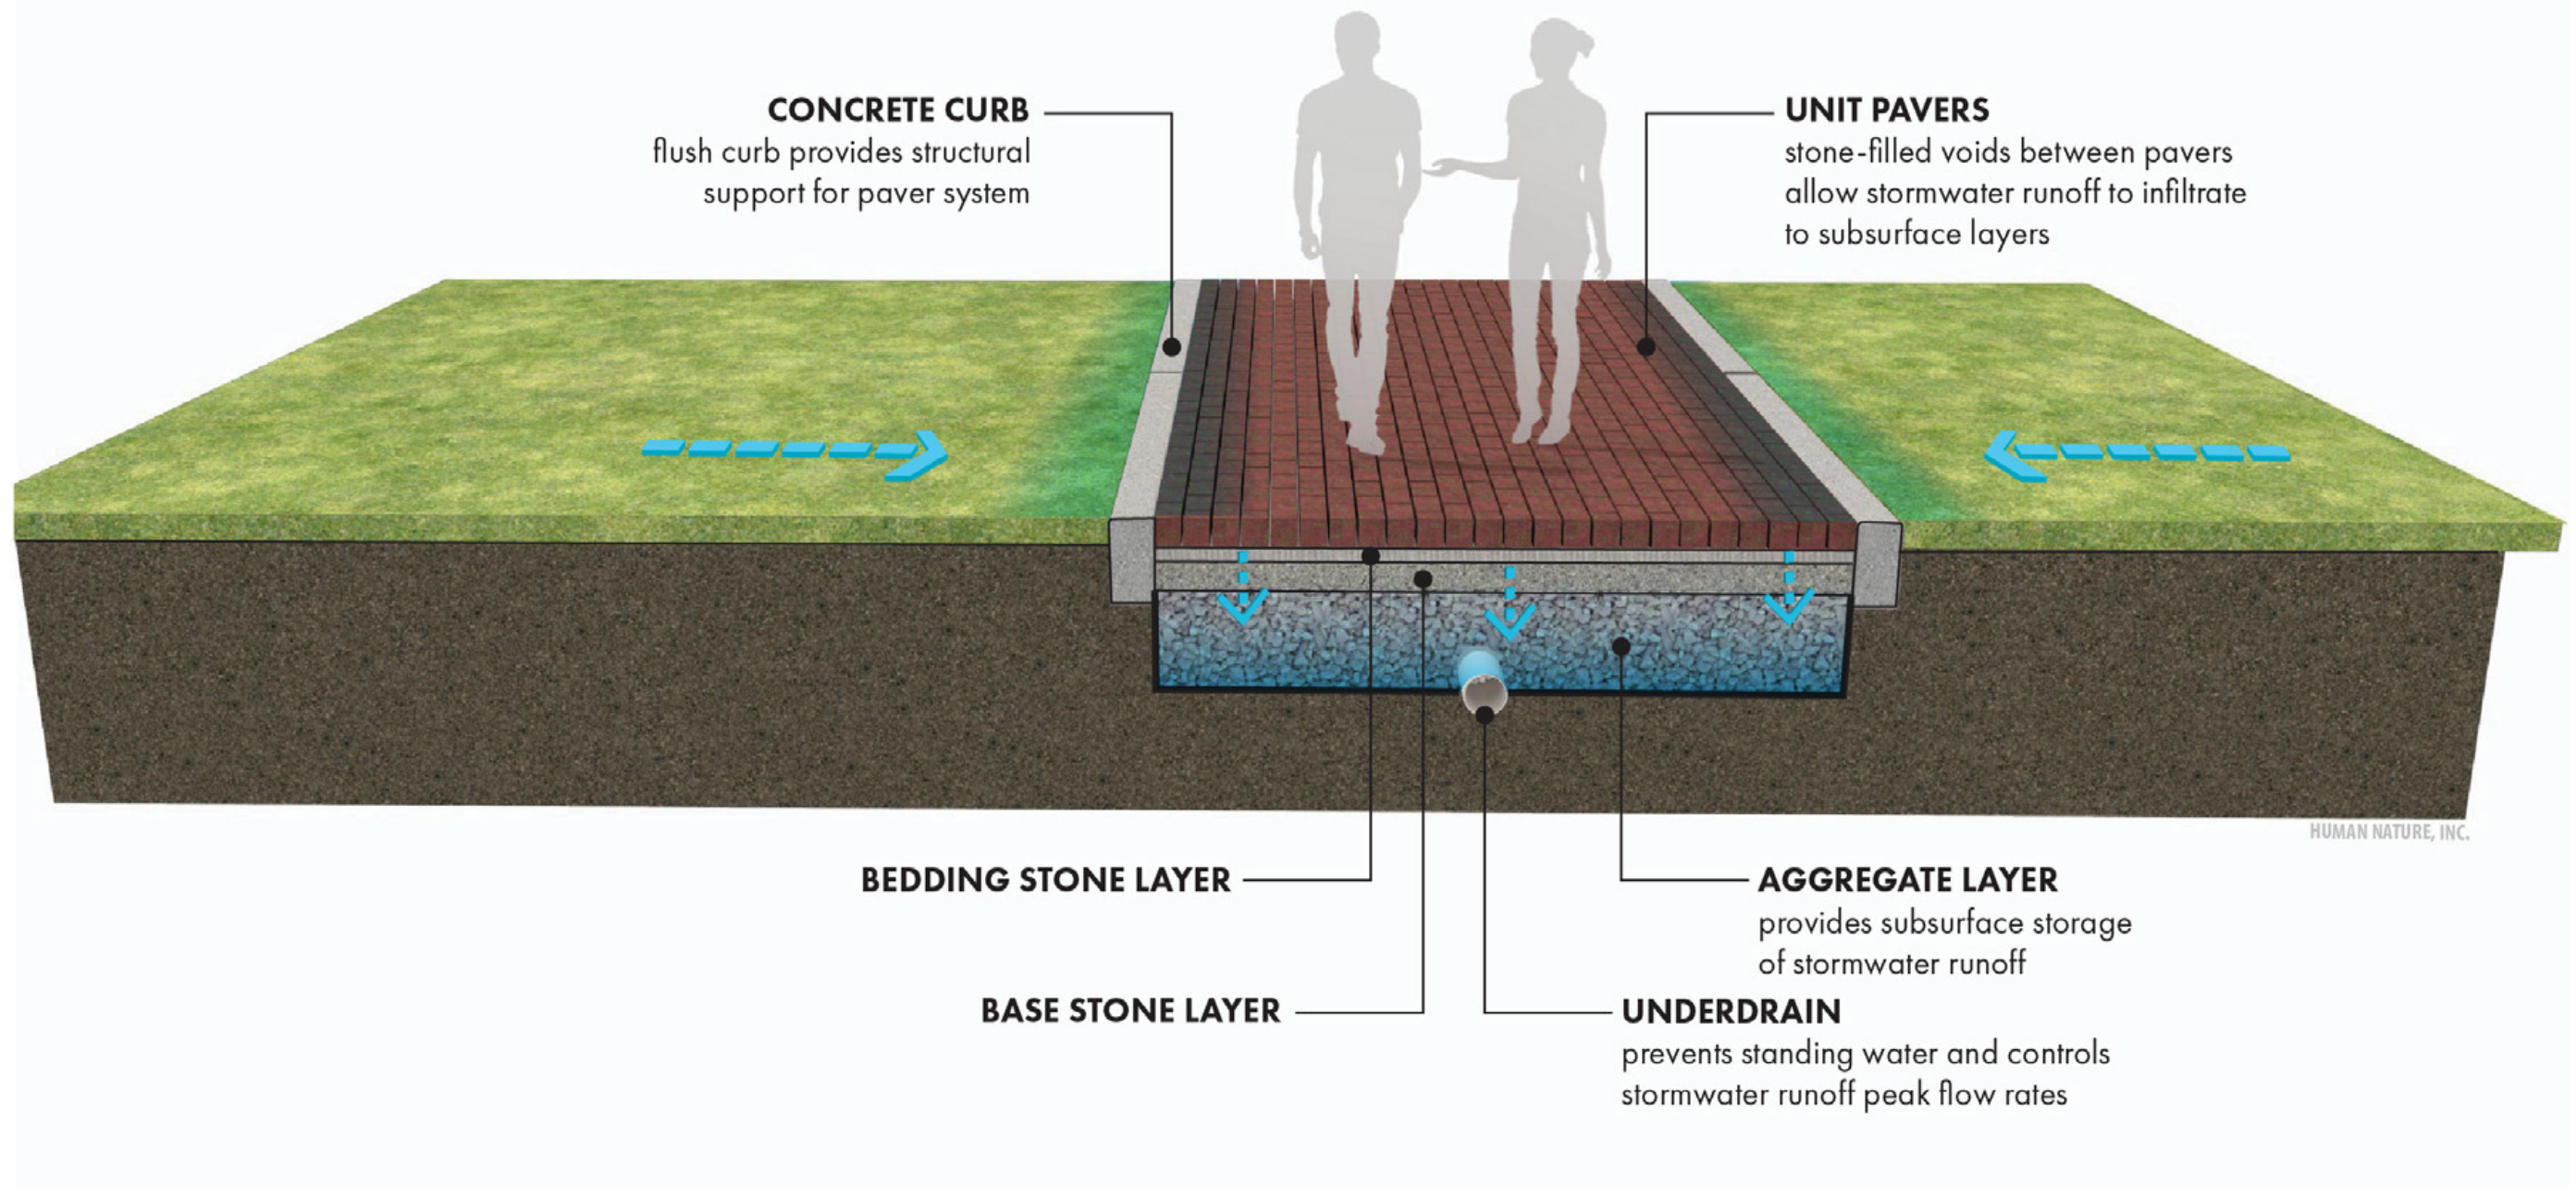 CONCRETE CURB
flush curb provides structural
support for paver system
UNIT PAVERS
stone-filled voids between pavers
allow stormwater runoff to infiltrate
to subsurface layers
HUMAN NATURE, INC.
BEDDING STONE LAYER
AGGREGATE LAYER
provides subsurface storage
of stormwater runoff
BASE STONE LAYER
UNDERDRAIN
prevents standing water and controls
stormwater runoff peak flow rates